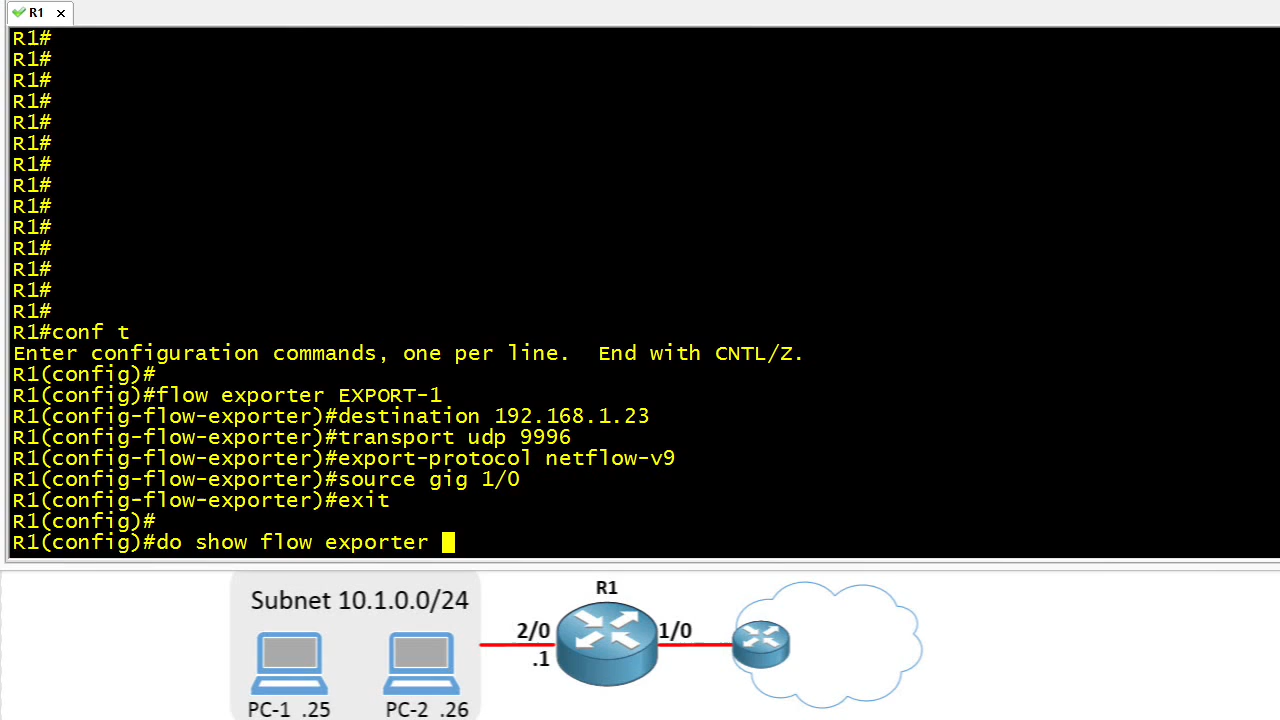 R1
R1#
R1#
R1#
R1#
R1#
R1#
R1#
R1#
R1#
R1#
R1#
R1#
R1#
R1#
R1#conf t
Enter configuration commands, one per line.  End with CNTL/Z.
R1(config)#
R1(config)#flow exporter EXPORT-1
R1(config-flow-exporter)#destination 192.168.1.23
R1(config-flow-exporter)#transport udp 9996
R1(config-flow-exporter)#export-protocol netflow-v9
R1(config-flow-exporter)#source gig 1/0
R1(config-flow-exporter)#exit
R1(config)#
R1(config)#do show flow exporter
R1
Subnet 10.1.0.0/24
2/0
1/0
.1
PC-1 .25
PC-2 .26